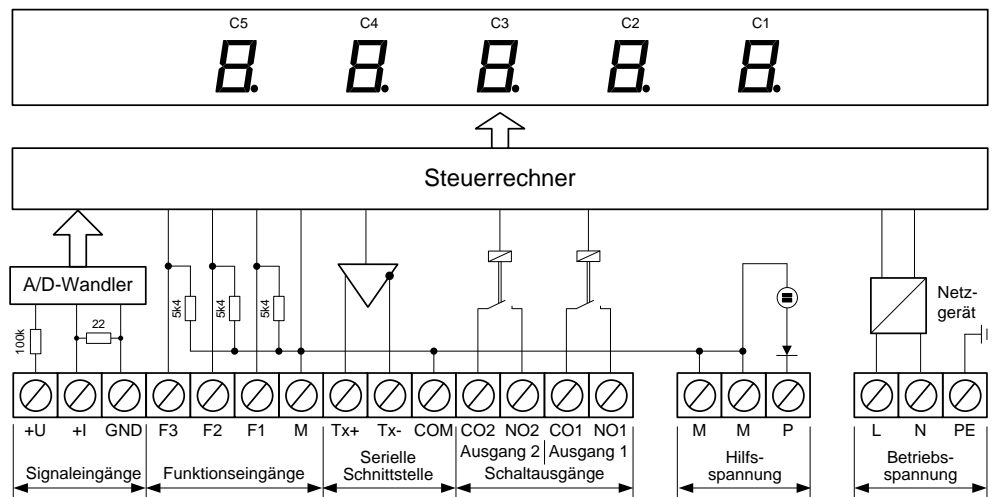 C5 C4 C3 C2 C1
8. 8. 8. 8. 8.
Steuerrechner
A/D-Wandler
Netz-
gerät
100k 22 5k4 5k4 5k4
+U +I GND F3 F2 F1 M Tx+ Tx- COM CO2 NO2 CO1 NO1 M M P L N PE
Ausgang 2 Ausgang 1
Signaleingänge
Funktionseingänge
Serielle
Schnittstelle
Schaltausgänge
Hilfs-
spannung
Betriebs-
spannung